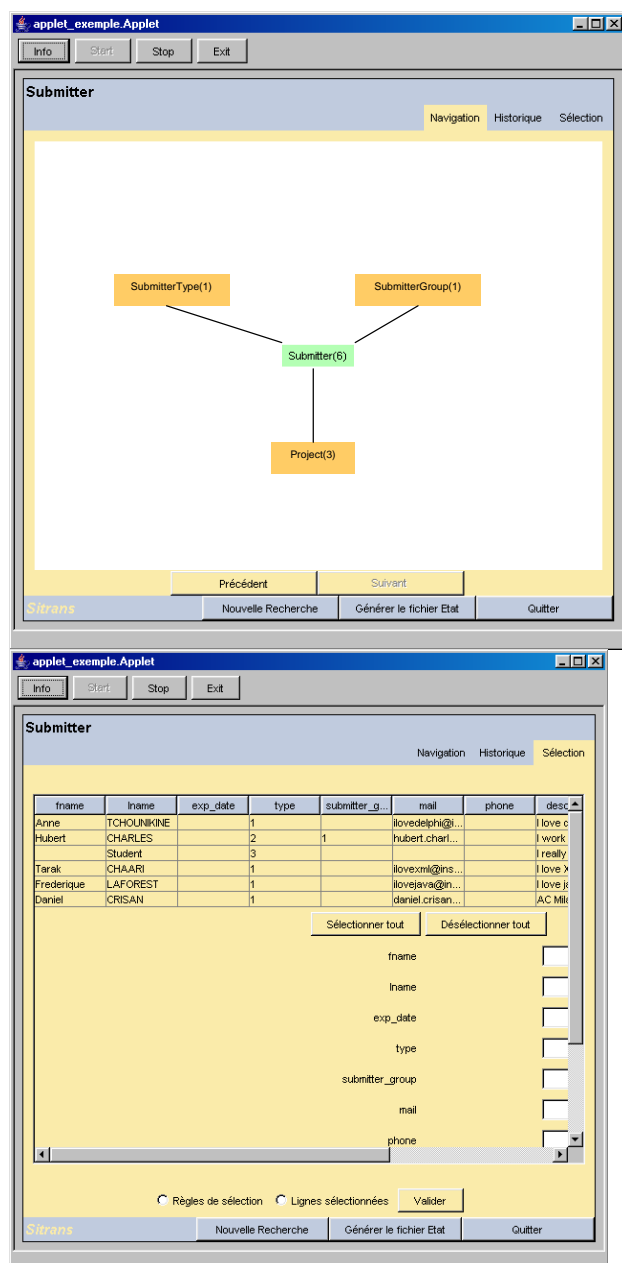 applet_exemple.Applet
Info Start Stop Exit
Submitter
Navigation Historique Sélection
SubmitterType(1) SubmitterGroup(1)
Submitter(6)
Project(3)
Précédent Suivant
Sitrans Nouvelle Recherche Générer le fichier Etat Quitter
applet_exemple.Applet
Info Start Stop Exit
Submitter
Navigation Historique Sélection
fname lname exp_date type submitter_g... mail phone desc
Anne TCHOUNIKINE 1 ilovedelphi@i... I love c
Hubert CHARLES 2 1 hubert.charl... I work
Student 3 I really
Tarak CHAARI 1 ilovexml@ins... I love X
Frederique LAFOREST 1 ilovejava@in... I love ja
Daniel CRISAN 1 daniel.crisan... AC Mila
Sélectionner tout Désélectionner tout
fname
lname
exp_date
type
submitter_group
mail
phone
Règles de sélection Lignes sélectionnées Valider
Sitrans Nouvelle Recherche Générer le fichier Etat Quitter